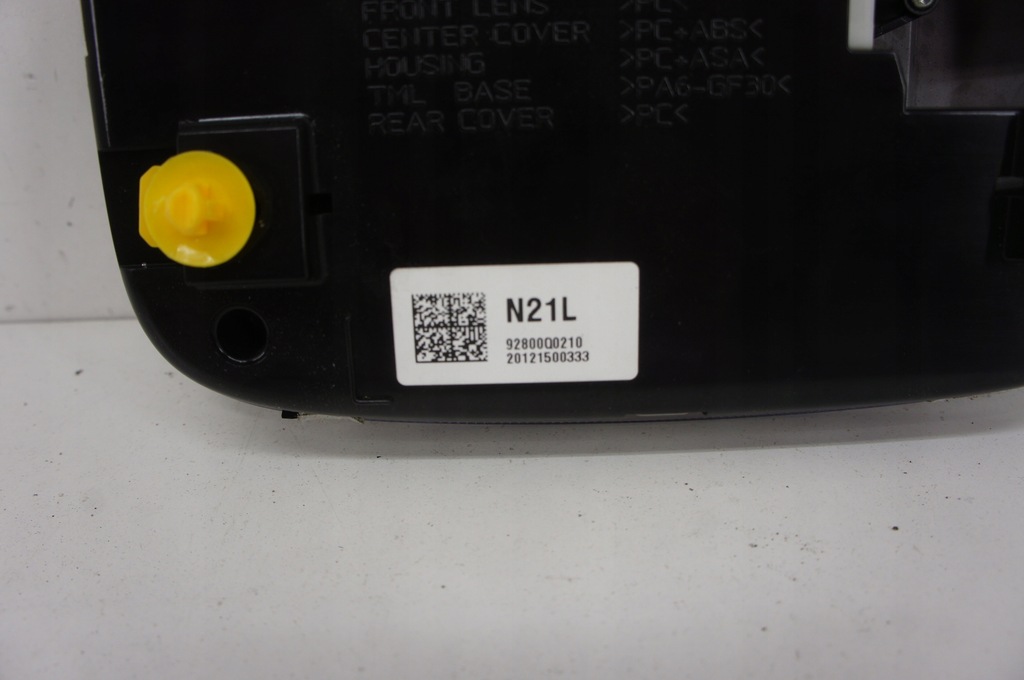 FRONT LENS >PC<
CENTER COVER >PC+ABS<
HOUSING >PC+ASA<
TML BASE >PA6-GF30<
REAR COVER >PC<
N21L
92800Q0210
20121500333